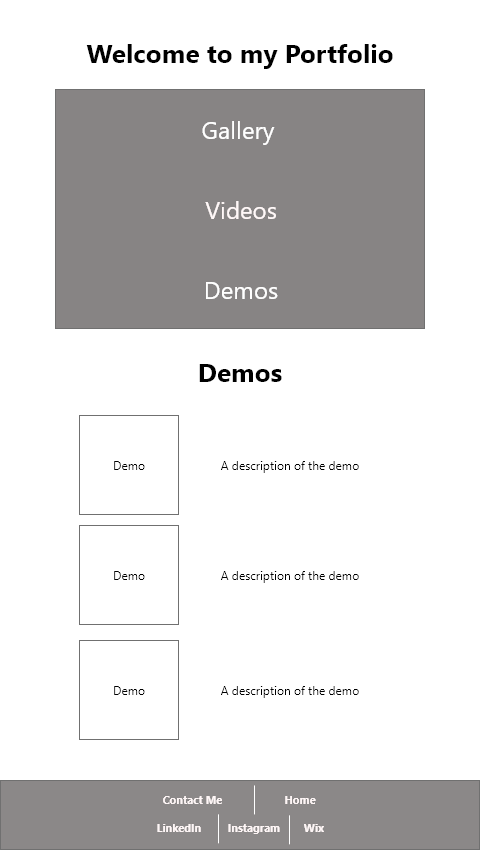 Welcome to my Portfolio
Gallery
Videos
Demos
Demos
Demo
A description of the demo
Demo
A description of the demo
Demo
A description of the demo
Contact Me
Home
LinkedIn
Instagram
Wix